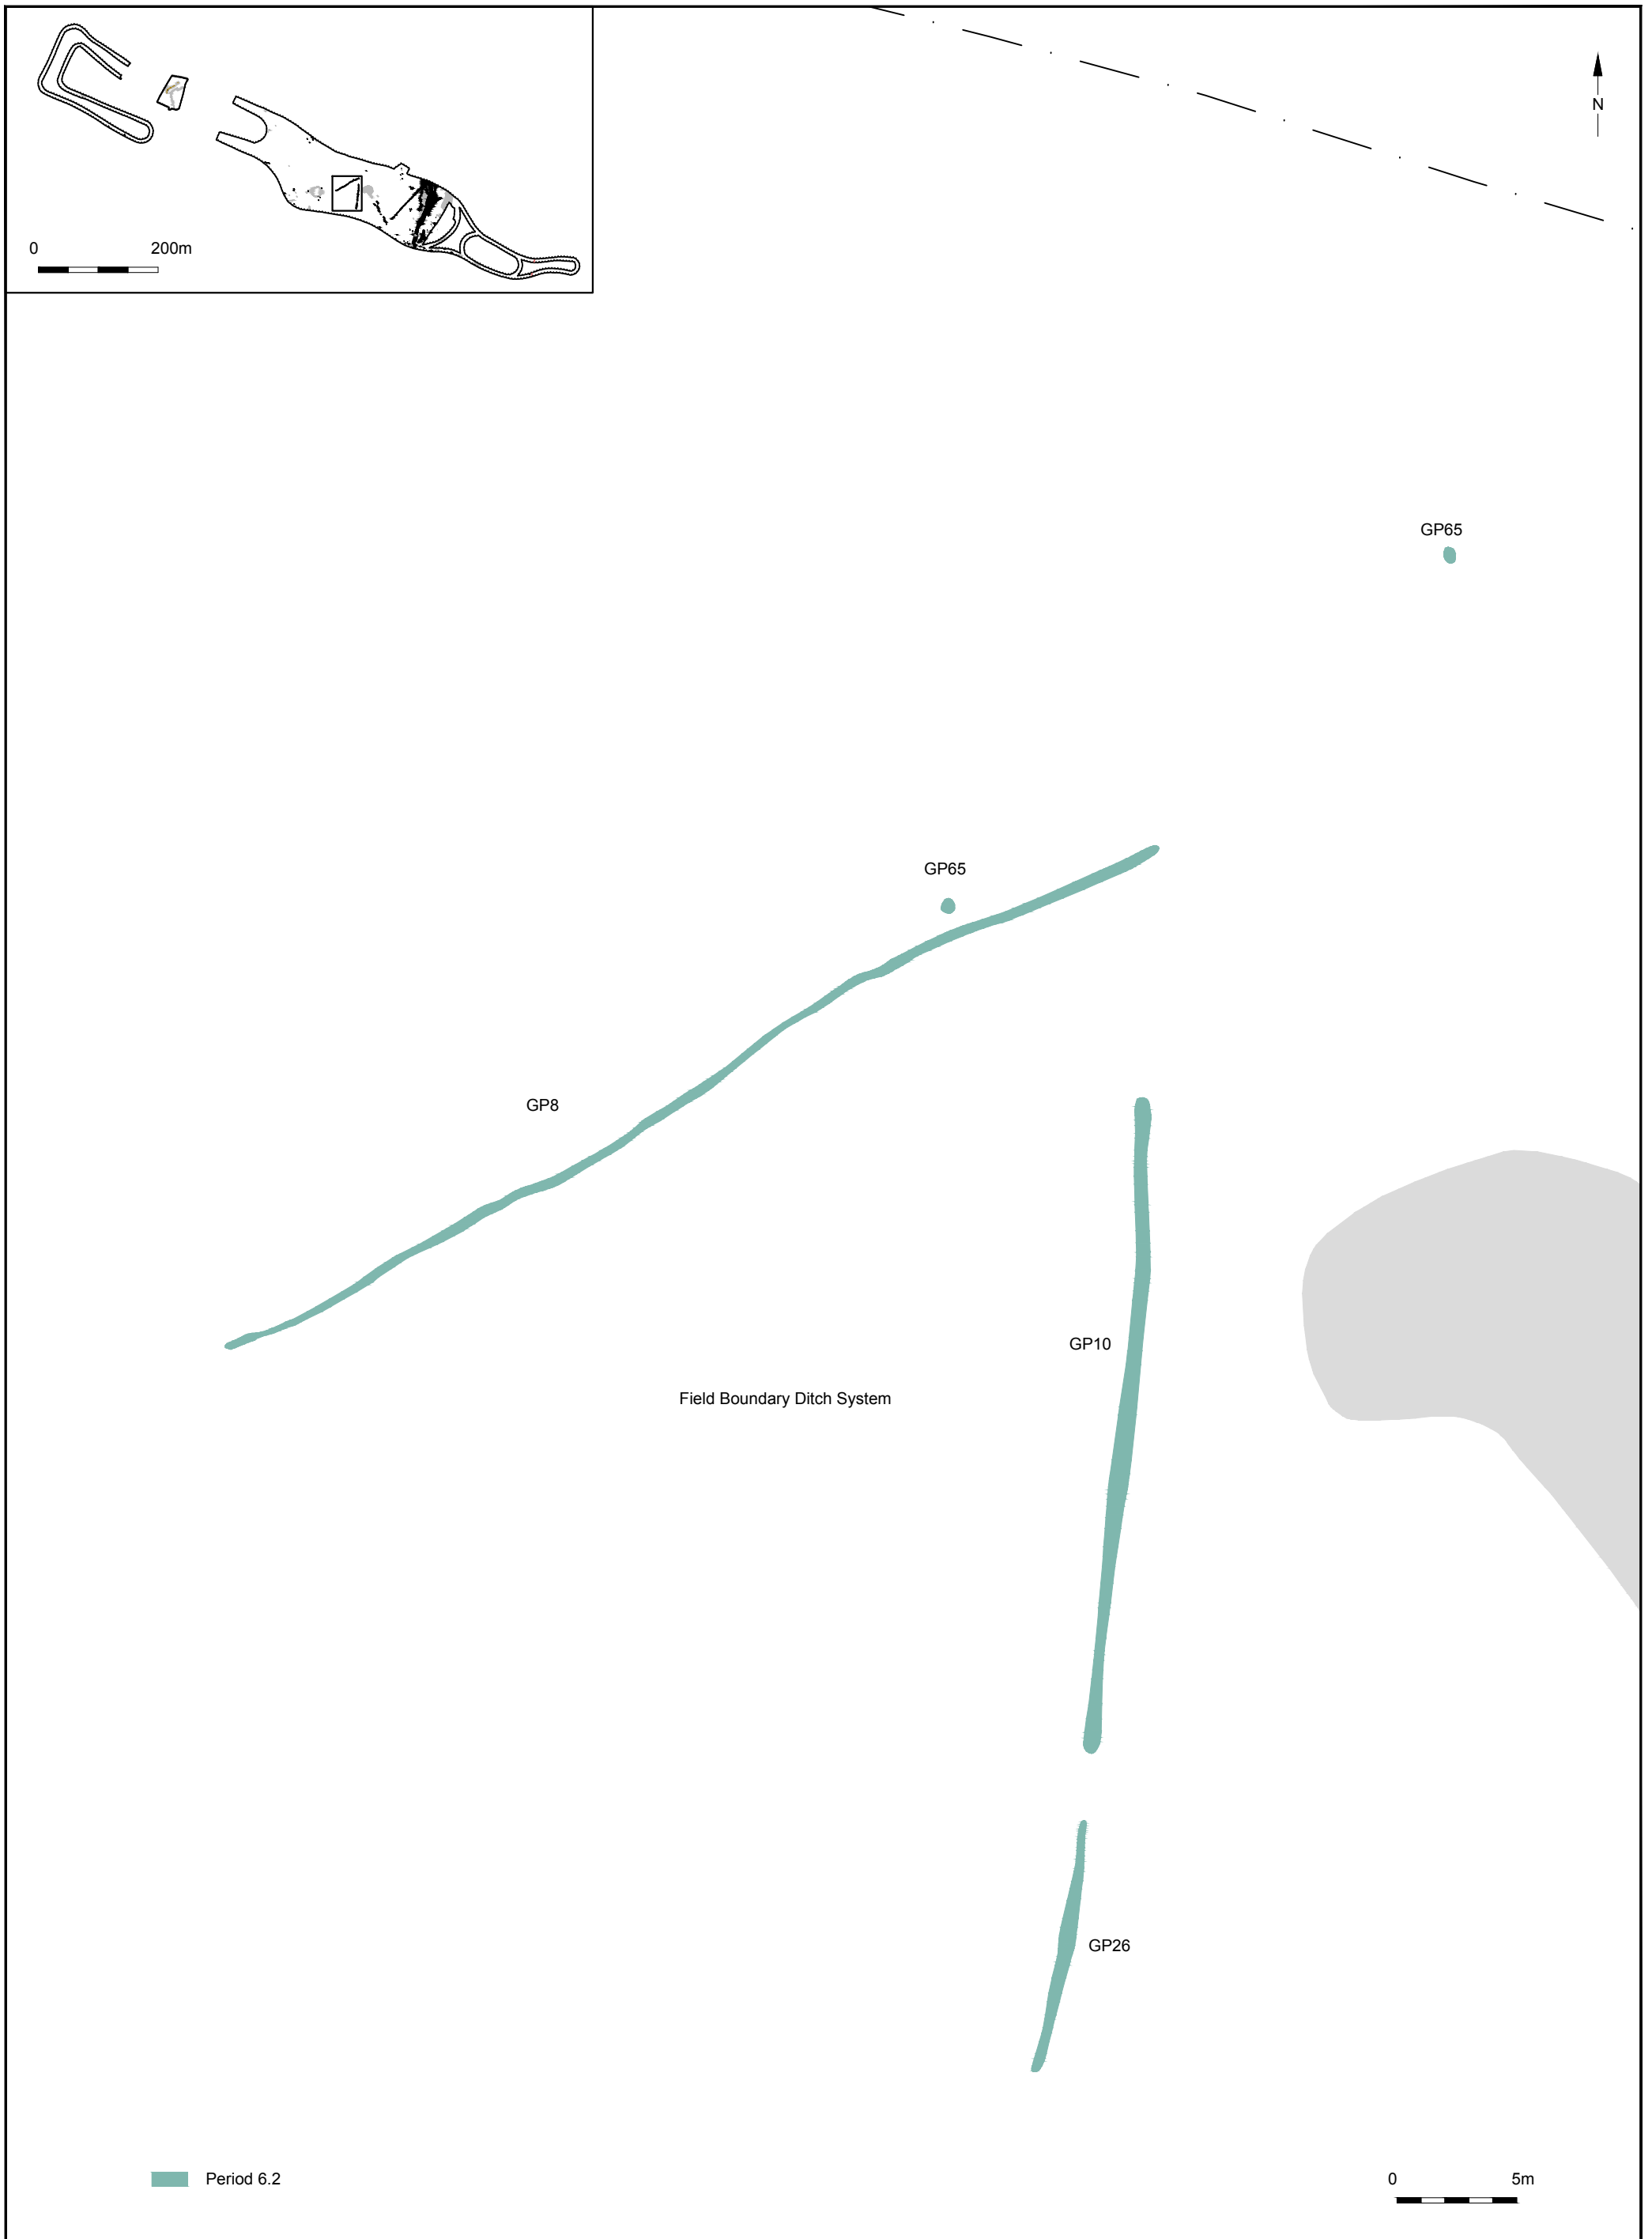 0 200m
N
GP65
GP65
GP8
GP10
Field Boundary Ditch System
GP26
Period 6.2
0 5m